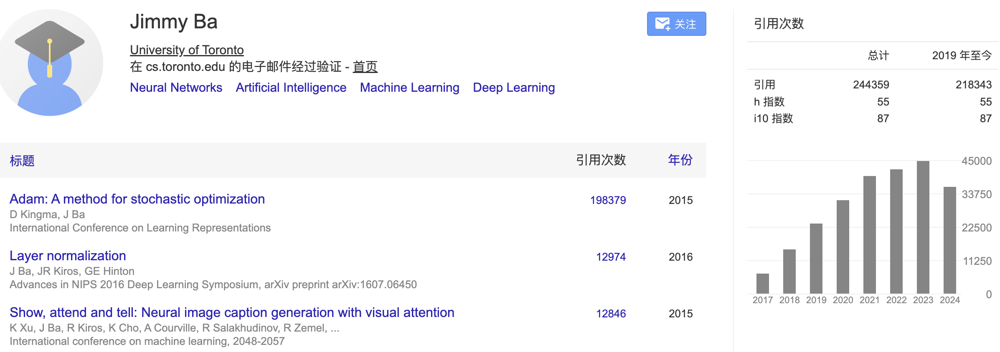 Jimmy Ba
关注
University of Toronto
在 cs.toronto.edu 的电子邮件经过验证 - 首页
Neural Networks Artificial Intelligence Machine Learning Deep Learning
标题 引用次数 年份
Adam: A method for stochastic optimization 198379 2015
D Kingma, J Ba
International Conference on Learning Representations
Layer normalization 12974 2016
J Ba, JR Kiros, GE Hinton
Advances in NIPS 2016 Deep Learning Symposium, arXiv preprint arXiv:1607.06450
Show, attend and tell: Neural image caption generation with visual attention 12846 2015
K Xu, J Ba, R Kiros, K Cho, A Courville, R Salakhudinov, R Zemel, ...
International conference on machine learning, 2048-2057
引用次数
总计 2019 年至今
引用 244359 218343
h 指数 55 55
i10 指数 87 87
45000
33750
22500
11250
0
2017 2018 2019 2020 2021 2022 2023 2024